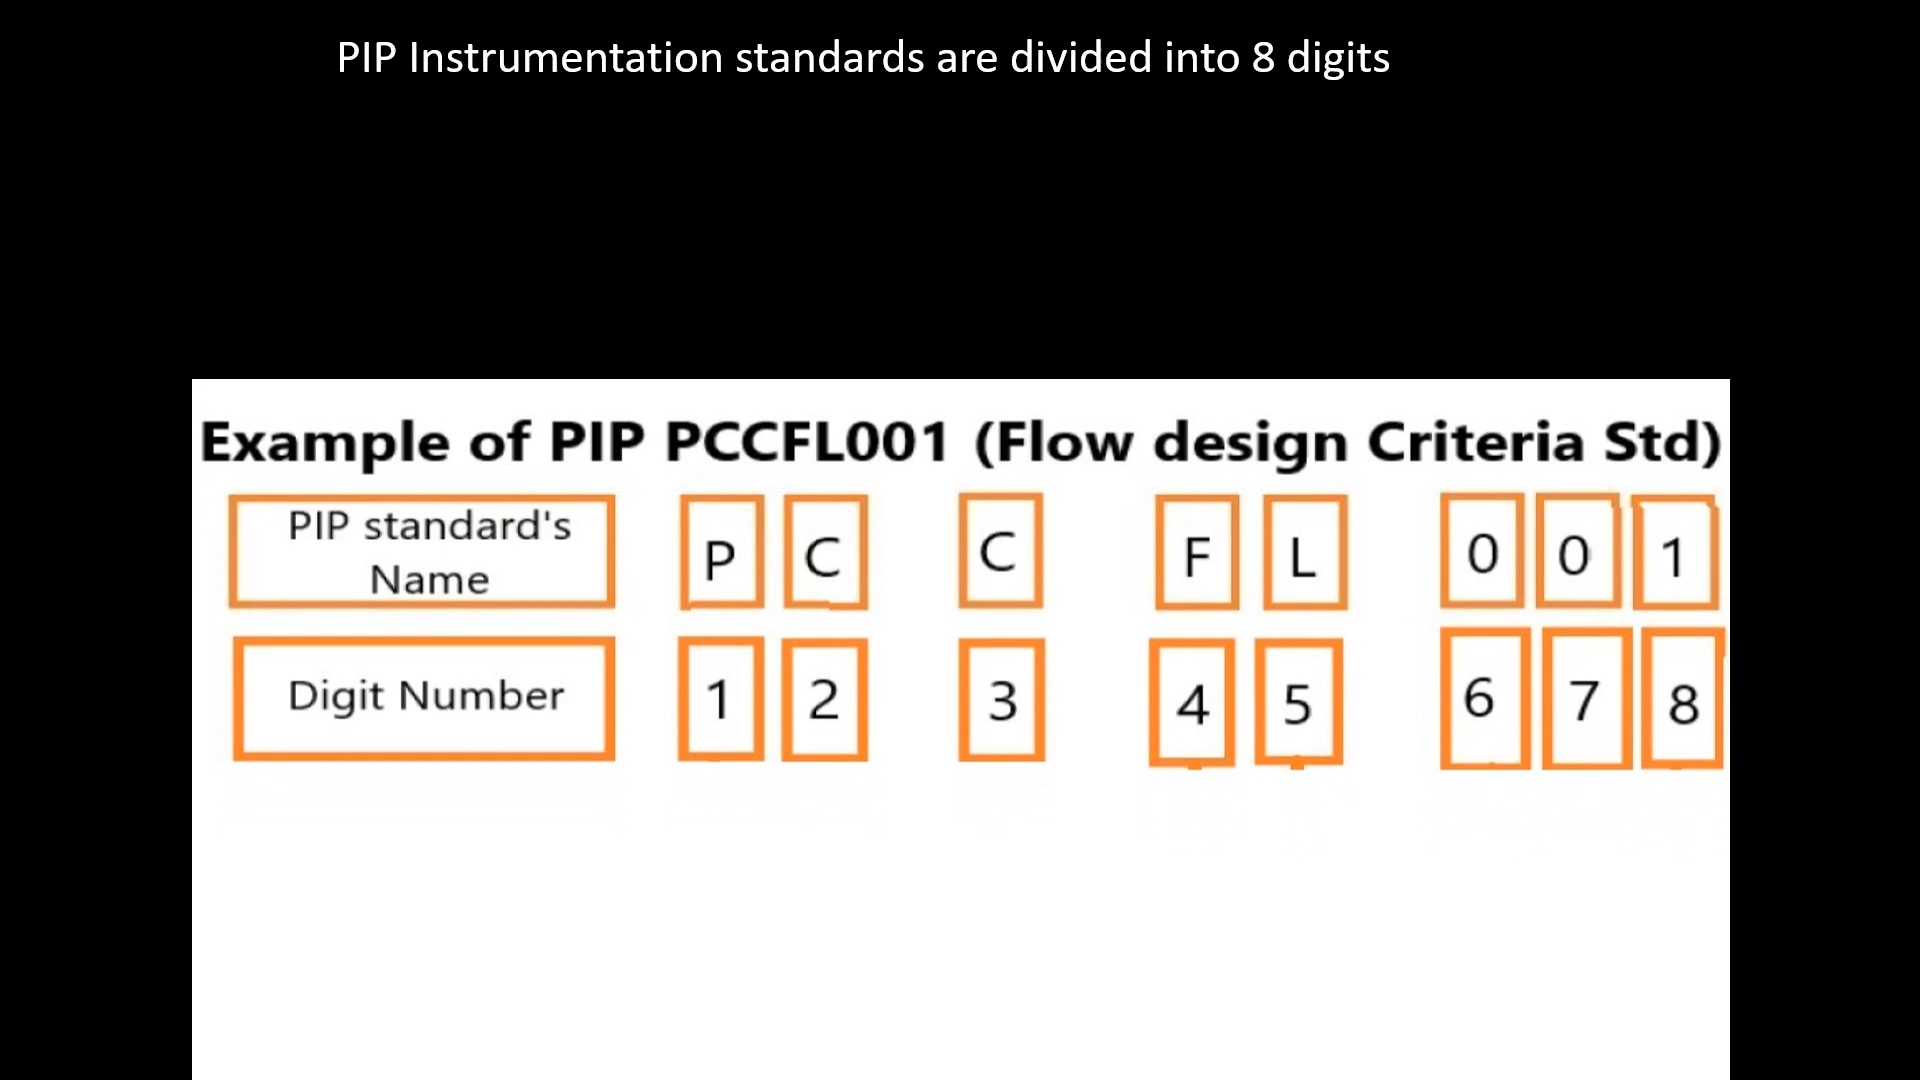 PIP Instrumentation standards are divided into 8 digits
Example of PIP PCCFL001 (Flow design Criteria Std)
PIP standard's
Name
P C C F L 0 0 1
Digit Number
1 2 3 4 5 6 7 8